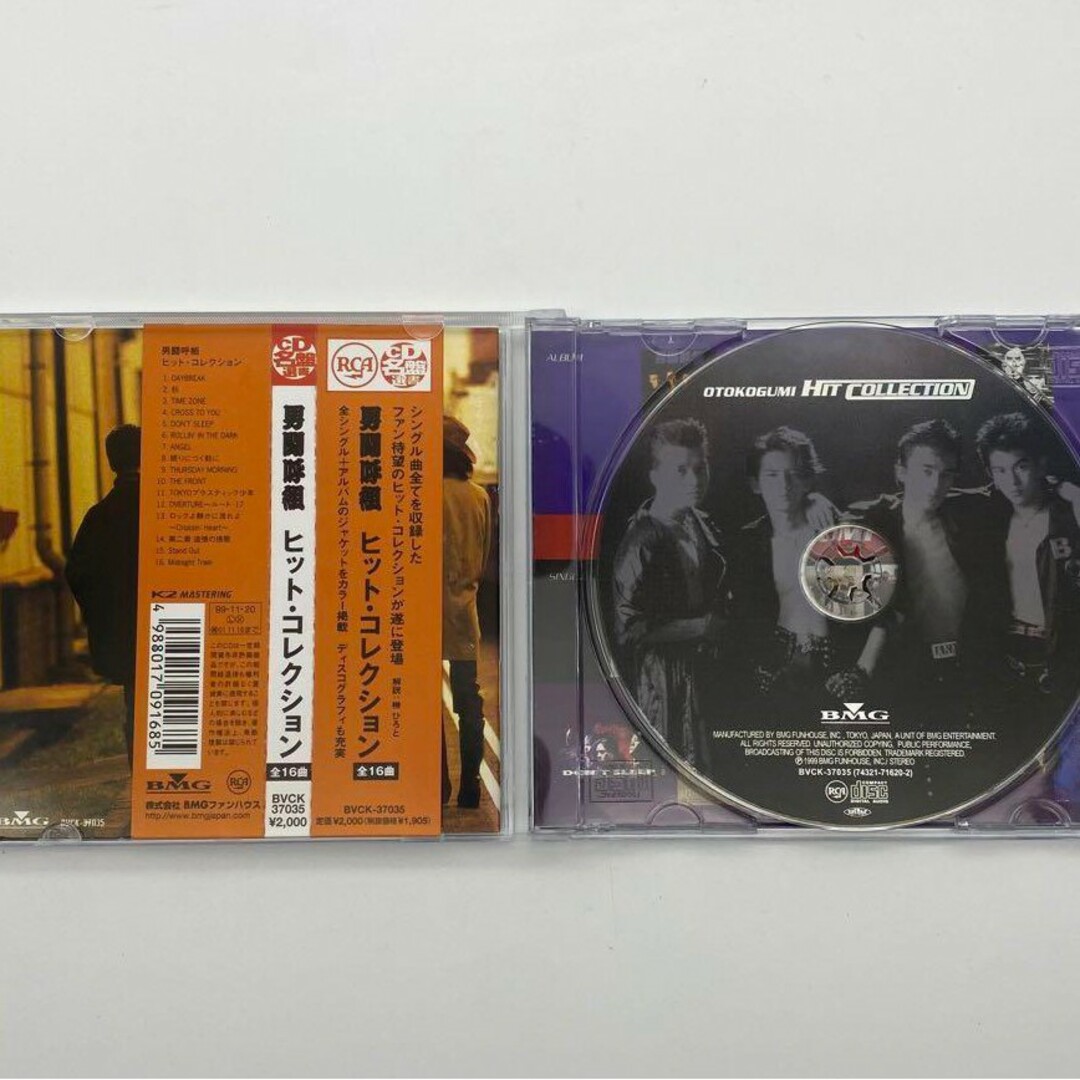 男闘呼組
ヒット・コレクション
1. DAYBREAK
2. 秋
3. TIME ZONE
4. CROSS TO YOU
5. DON'T SLEEP
6. ROLLIN' IN THE DARK
7. ANGEL
8. 眠りにつく前に
9. THURSDAY MORNING
10. THE FRONT
11. TOKYOプラスティック少年
12. OVERTURE〜ルート17
13. ロックよ静かに流れよ
〜Crossin' Heart〜
14. 第二章 追憶の挽歌
15. Stand Out
16. Midnight Train
K2 MASTERING
'99・11・20
4 988017 091685
BMG
RCA
株式会社 BMGファンハウス
http://www.bmgjapan.com
CD名盤選書
男闘呼組 ヒット・コレクション
全16曲
BVCK
37035
¥2,000
RCA
CD名盤選書
シングル曲全てを収録した
ファン待望のヒット・コレクションが遂に登場
全シングル+アルバムのジャケットをカラー掲載 ディスコグラフィも充実
男闘呼組 ヒット・コレクション
全16曲
BVCK-37035
定価¥2,000(税抜価格¥1,905)
BMG
BVCK-37035
ALBUM
DON'T SLEEP
OTOKOGUMI HIT COLLECTION
BMG
MANUFACTURED BY BMG FUNHOUSE, INC., TOKYO, JAPAN, A UNIT OF BMG ENTERTAINMENT.
ALL RIGHTS RESERVED. UNAUTHORIZED COPYING, PUBLIC PERFORMANCE,
BROADCASTING OF THIS DISC IS FORBIDDEN. TRADEMARK REGISTERED.
Ⓟ1999 BMG FUNHOUSE, INC./ STEREO
BVCK-37035 (74321-71620-2)
RCA
COMPACT
disc
DIGITAL AUDIO